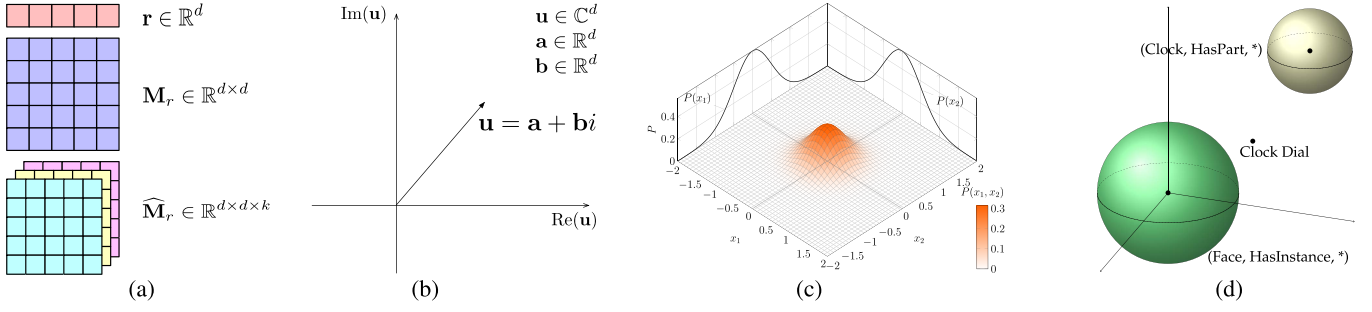 r ∈ ℝ^d
M_r ∈ ℝ^{d×d}
M̂_r ∈ ℝ^{d×d×k}
(a)
Im(u)
u ∈ ℂ^d
a ∈ ℝ^d
b ∈ ℝ^d
u = a + bi
Re(u)
(b)
P(x_1)
P(x_2)
P
0.4
0.2
0
−2
−1.5
−1
−0.5
0
0.5
1
1.5
2
x_1
−2
−1.5
−1
−0.5
0
0.5
1
1.5
2
x_2
P(x_1, x_2)
0.3
0.2
0.1
0
(c)
(Clock, HasPart, *)
Clock Dial
(Face, HasInstance, *)
(d)